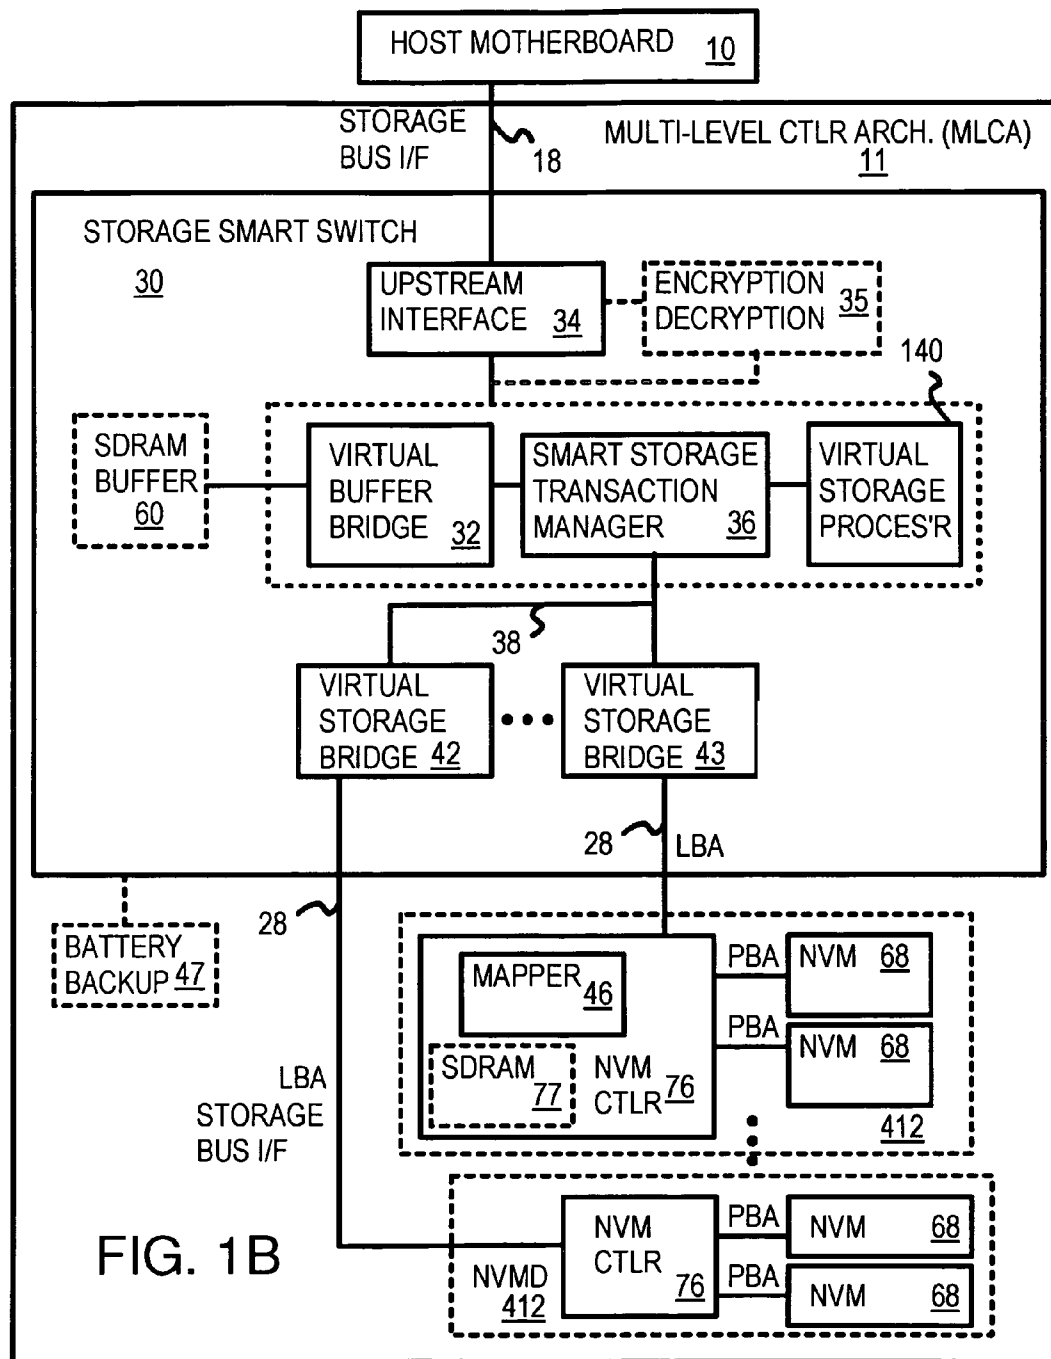 HOST MOTHERBOARD 10
STORAGE
BUS I/F
18
MULTI-LEVEL CTLR ARCH. (MLCA)
11
STORAGE SMART SWITCH
30
UPSTREAM
INTERFACE 34
ENCRYPTION
DECRYPTION 35
140
SDRAM
BUFFER
60
VIRTUAL
BUFFER
BRIDGE 32
SMART STORAGE
TRANSACTION
MANAGER 36
VIRTUAL
STORAGE
PROCES'R
38
VIRTUAL
STORAGE
BRIDGE 42
VIRTUAL
STORAGE
BRIDGE 43
28 LBA
28
BATTERY
BACKUP 47
MAPPER
46
SDRAM
77
NVM
CTLR 76
PBA
NVM 68
PBA
NVM 68
412
LBA
STORAGE
BUS I/F
NVM
CTLR
76
PBA
NVM 68
PBA
NVM 68
NVMD
412
FIG. 1B